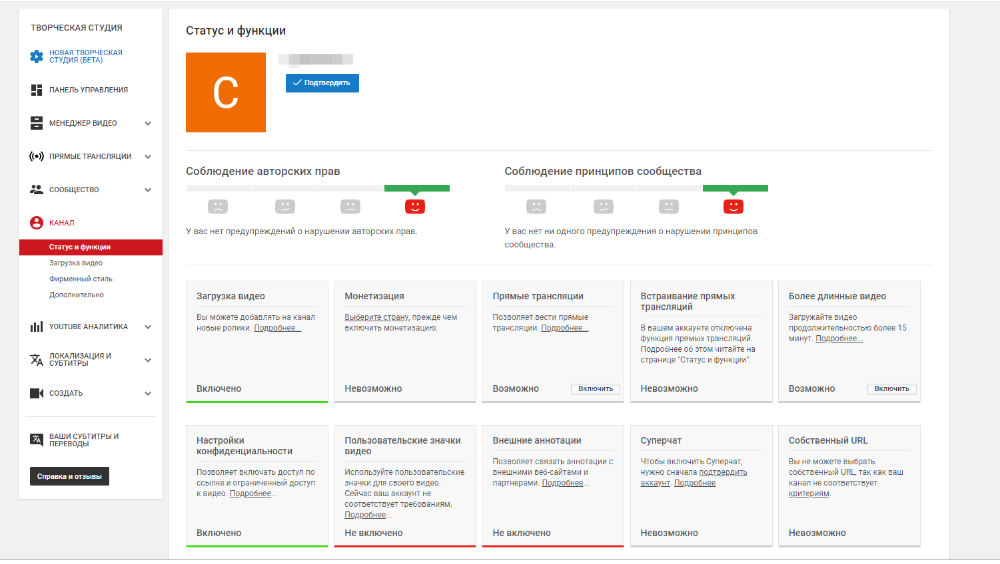 ТВОРЧЕСКАЯ СТУДИЯ
НОВАЯ ТВОРЧЕСКАЯ
СТУДИЯ (БЕТА)
ПАНЕЛЬ УПРАВЛЕНИЯ
МЕНЕДЖЕР ВИДЕО
ПРЯМЫЕ ТРАНСЛЯЦИИ
СООБЩЕСТВО
КАНАЛ
Статус и функции
Загрузка видео
Фирменный стиль
Дополнительно
YOUTUBE АНАЛИТИКА
ЛОКАЛИЗАЦИЯ И
СУБТИТРЫ
СОЗДАТЬ
ВАШИ СУБТИТРЫ И
ПЕРЕВОДЫ
Справка и отзывы
Статус и функции
С
Подтвердить
Соблюдение авторских прав
У вас нет предупреждений о нарушении авторских прав.
Соблюдение принципов сообщества
У вас нет ни одного предупреждения о нарушении принципов
сообщества.
Загрузка видео
Вы можете добавлять на канал
новые ролики. Подробнее...
Включено
Монетизация
Выберите страну, прежде чем
включить монетизацию.
Невозможно
Прямые трансляции
Позволяет вести прямые
трансляции. Подробнее...
Возможно
Включить
Встраивание прямых
трансляций
В вашем аккаунте отключена
функция прямых трансляций.
Подробнее об этом читайте на
странице "Статус и функции".
Невозможно
Более длинные видео
Загружайте видео
продолжительностью более 15
минут. Подробнее...
Возможно
Включить
Настройки
конфиденциальности
Позволяет включать доступ по
ссылке и ограниченный доступ
к видео. Подробнее...
Включено
Пользовательские значки
видео
Используйте пользовательские
значки для своего видео.
Сейчас ваш аккаунт не
соответствует требованиям.
Подробнее...
Не включено
Внешние аннотации
Позволяет связать аннотации с
внешними веб-сайтами и
партнерами. Подробнее...
Не включено
Суперчат
Чтобы включить Суперчат,
нужно сначала подтвердить
аккаунт. Подробнее
Невозможно
Собственный URL
Вы не можете выбрать
собственный URL, так как ваш
канал не соответствует
критериям.
Невозможно